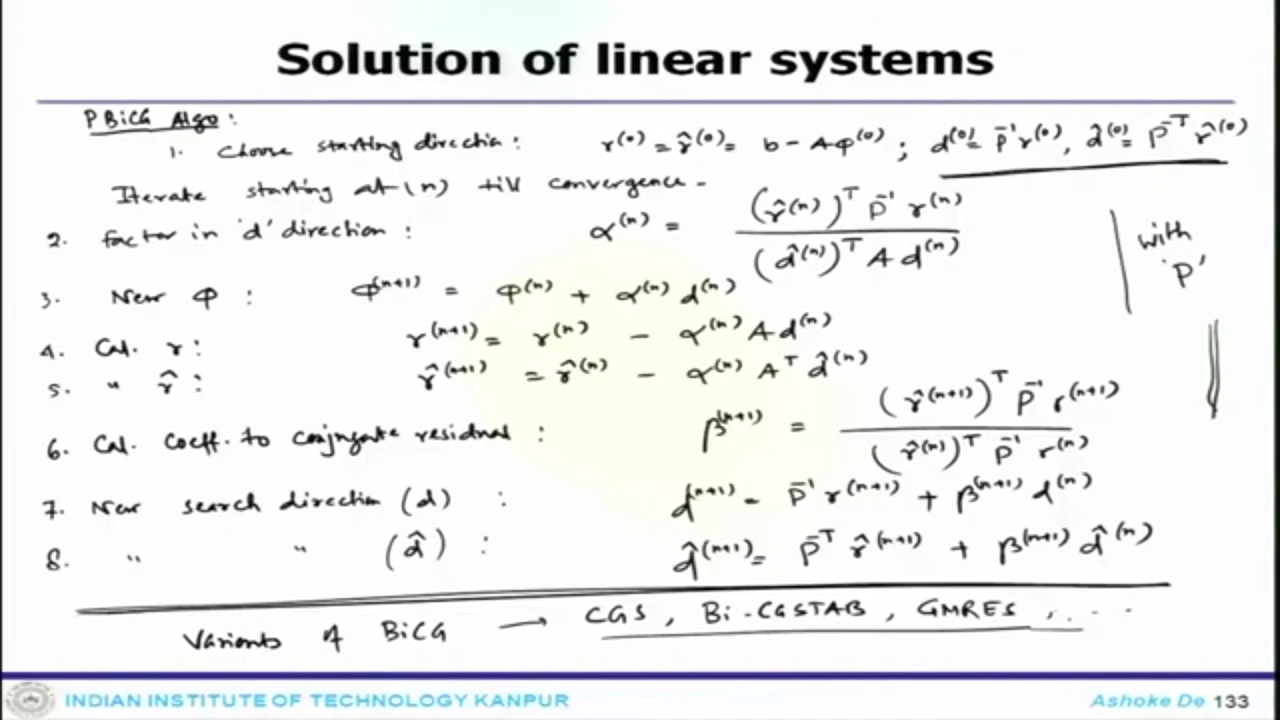 Solution of linear systems
PBiCG Algo:
1. Choose starting direction: r⁽⁰⁾ = r̂⁽⁰⁾ = b - Aφ⁽⁰⁾ ; d⁽⁰⁾ = P⁻¹r⁽⁰⁾, d̂⁽⁰⁾ = P⁻ᵀr̂⁽⁰⁾
Iterate starting at (n) till convergence -
2. factor in 'd' direction: α⁽ⁿ⁾ = (r̂⁽ⁿ⁾)ᵀ P⁻¹ r⁽ⁿ⁾ / (d̂⁽ⁿ⁾)ᵀ A d⁽ⁿ⁾
with 'P'
3. New φ : φ⁽ⁿ⁺¹⁾ = φ⁽ⁿ⁾ + α⁽ⁿ⁾ d⁽ⁿ⁾
4. Cal. r : r⁽ⁿ⁺¹⁾ = r⁽ⁿ⁾ - α⁽ⁿ⁾ A d⁽ⁿ⁾
5. " r̂ : r̂⁽ⁿ⁺¹⁾ = r̂⁽ⁿ⁾ - α⁽ⁿ⁾ Aᵀ d̂⁽ⁿ⁾
6. Cal. Coeff. to conjugate residual : β⁽ⁿ⁺¹⁾ = (r̂⁽ⁿ⁺¹⁾)ᵀ P⁻¹ r⁽ⁿ⁺¹⁾ / (r̂⁽ⁿ⁾)ᵀ P⁻¹ r⁽ⁿ⁾
7. New search direction (d) : d⁽ⁿ⁺¹⁾ = P⁻¹ r⁽ⁿ⁺¹⁾ + β⁽ⁿ⁺¹⁾ d⁽ⁿ⁾
8. " " (d̂) : d̂⁽ⁿ⁺¹⁾ = P⁻ᵀ r̂⁽ⁿ⁺¹⁾ + β⁽ⁿ⁺¹⁾ d̂⁽ⁿ⁾
Variants of BiCG → CGS, Bi-CGSTAB, GMRES, ....
INDIAN INSTITUTE OF TECHNOLOGY KANPUR
Ashoke De 133